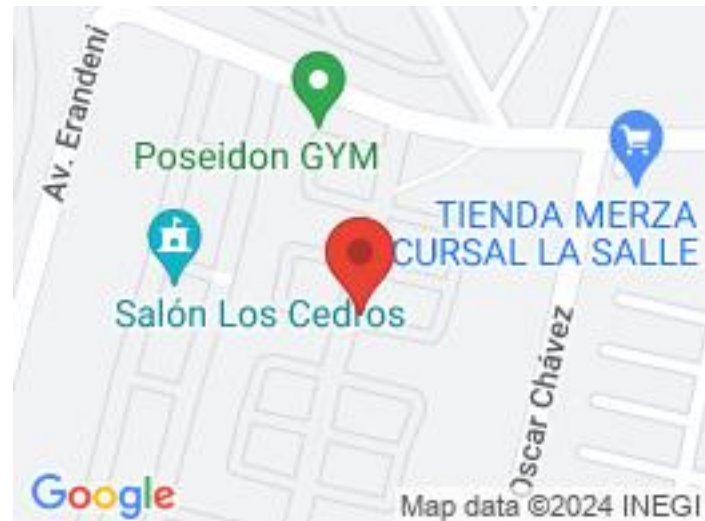 Av. Erandeni
Poseidon GYM
TIENDA MERZA
CURSAL LA SALLE
Salón Los Cedros
Oscar Chávez
Google
Map data ©2024 INEGI